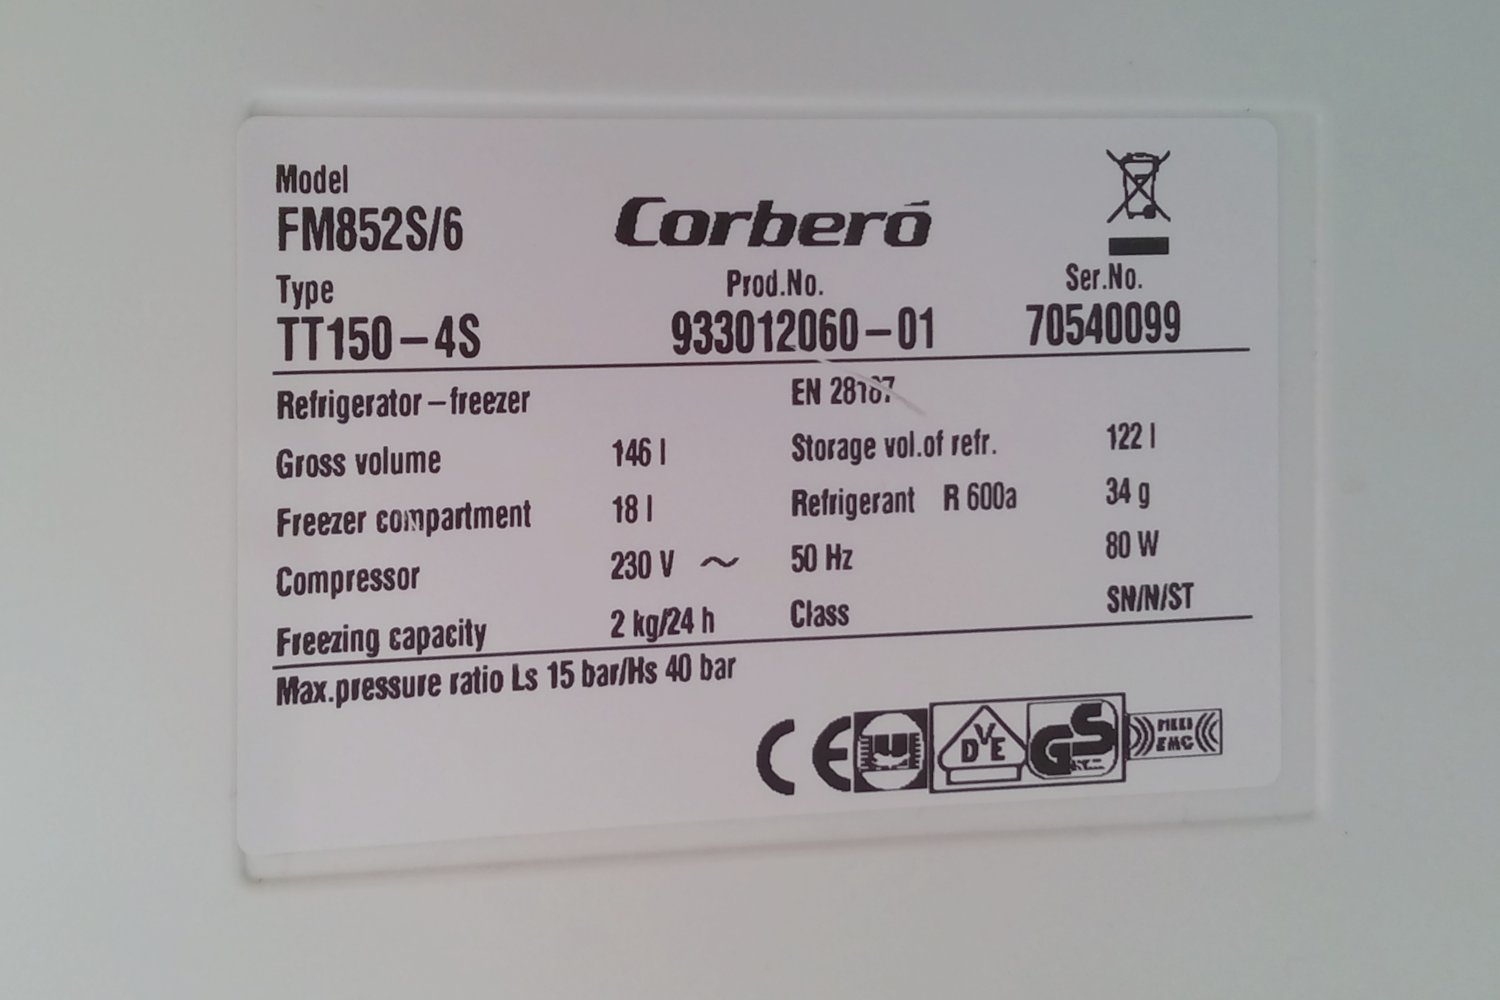 Model
FM852S/6
Corberó
Type
Prod.No.
Ser.No.
TT150-4S
933012060-01
70540099
Refrigerator-freezer
EN 28187
Gross volume 146 l
Storage vol.of refr. 122 l
Freezer compartment 18 l
Refrigerant R 600a 34 g
Compressor 230 V ~
50 Hz 80 W
Freezing capacity 2 kg/24 h
Class SN/N/ST
Max.pressure ratio Ls 15 bar/Hs 40 bar
CE
DVE
GS
EMC